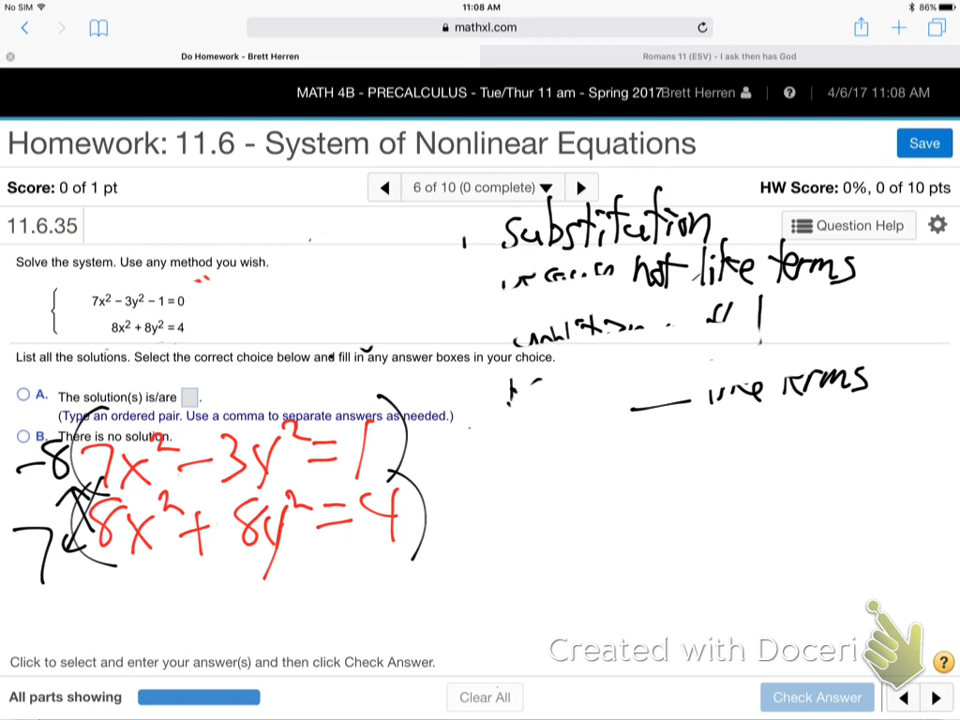 No SIM 11:08 AM 86%
mathxl.com
Do Homework - Brett Herren Romans 11 (ESV) - I ask then has God
MATH 4B - PRECALCULUS - Tue/Thur 11 am - Spring 2017Brett Herren ? 4/6/17 11:08 AM
Homework: 11.6 - System of Nonlinear Equations Save
Score: 0 of 1 pt 6 of 10 (0 complete) HW Score: 0%, 0 of 10 pts
11.6.35 Question Help
substitution
Solve the system. Use any method you wish.
not like terms
7x² – 3y² – 1 = 0
8x² + 8y² = 4
List all the solutions. Select the correct choice below and fill in any answer boxes in your choice.
like terms
A. The solution(s) is/are .
(Type an ordered pair. Use a comma to separate answers as needed.)
B. There is no solution.
-8(7x² - 3y² = 1)
7(8x² + 8y² = 4)
Created with Doceri
Click to select and enter your answer(s) and then click Check Answer. ?
All parts showing Clear All Check Answer